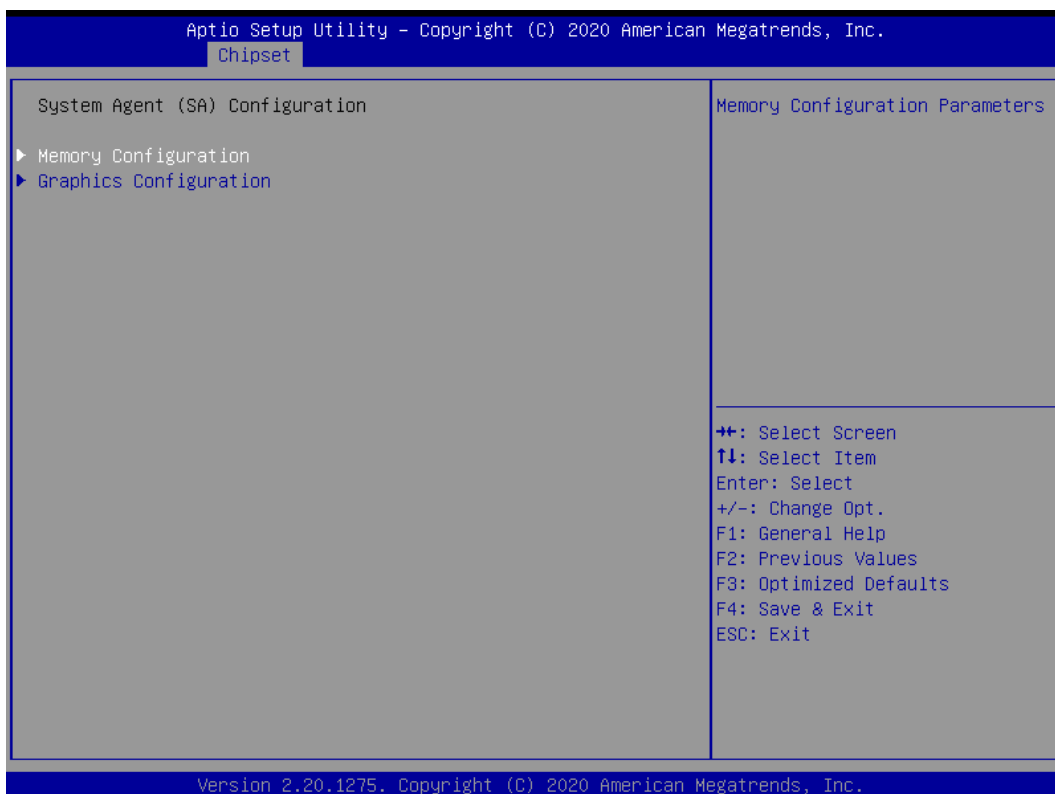 Aptio Setup Utility – Copyright (C) 2020 American Megatrends, Inc.
Chipset
System Agent (SA) Configuration
Memory Configuration
Graphics Configuration
Memory Configuration Parameters
→←: Select Screen
↑↓: Select Item
Enter: Select
+/-: Change Opt.
F1: General Help
F2: Previous Values
F3: Optimized Defaults
F4: Save & Exit
ESC: Exit
Version 2.20.1275. Copyright (C) 2020 American Megatrends, Inc.